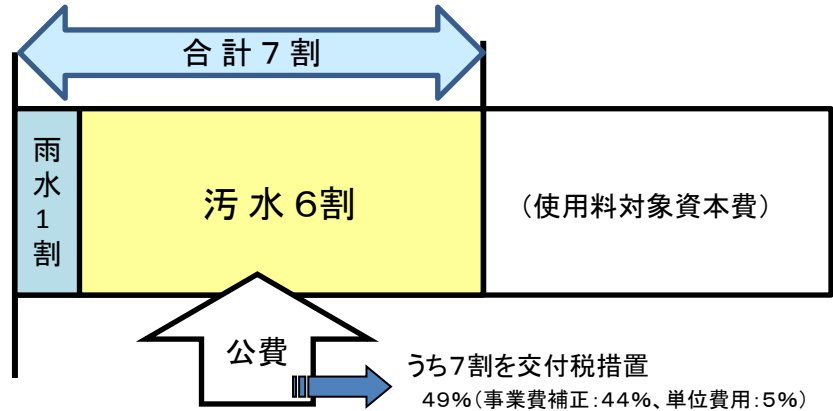 合計７割
雨水1割
汚水６割
（使用料対象資本費）
公費
うち７割を交付税措置
49％（事業費補正：44％、単位費用：5％）